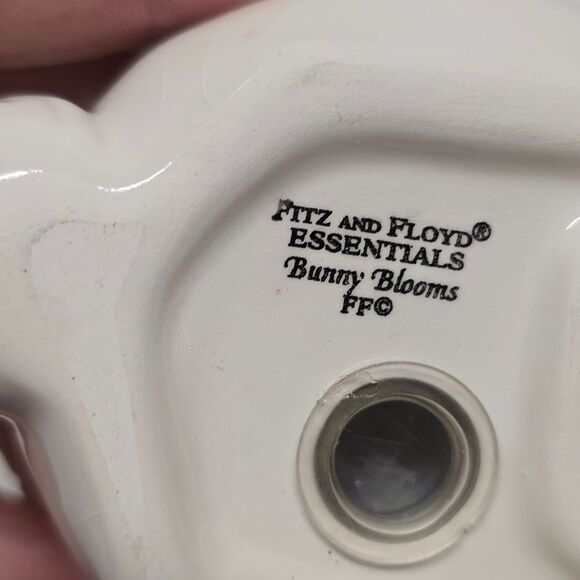 FITZ AND FLOYD®
ESSENTIALS
Bunny Blooms
FF©